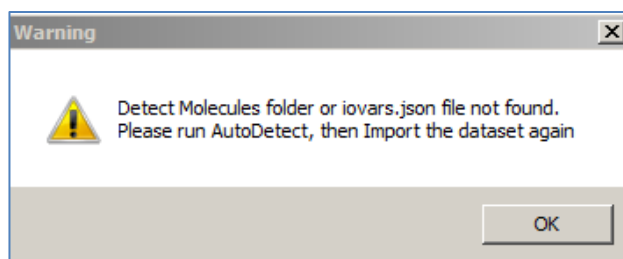 Warning
Detect Molecules folder or iovars.json file not found.
Please run AutoDetect, then Import the dataset again
OK